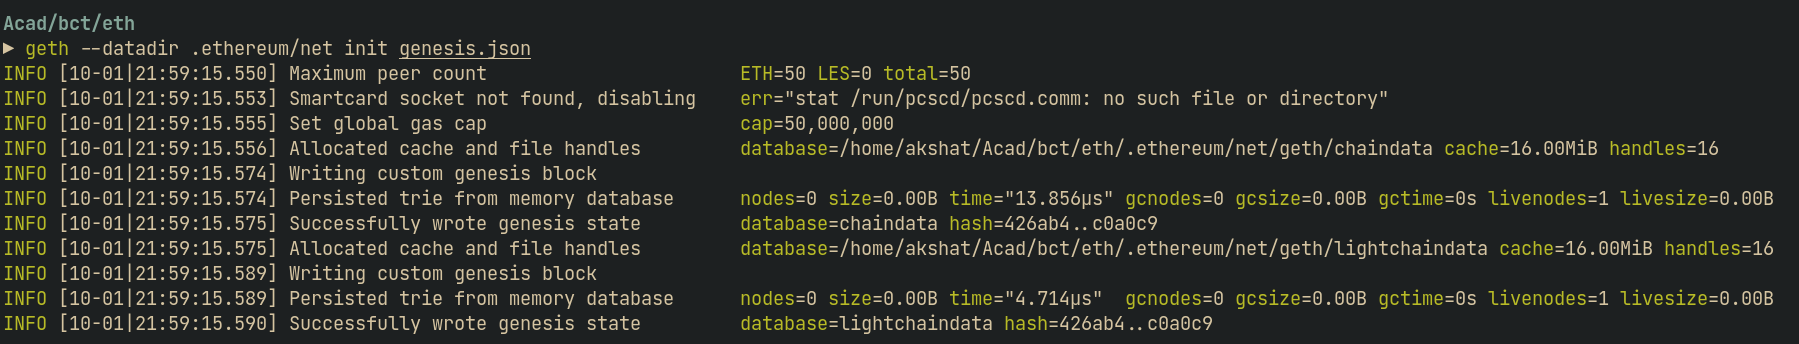 Acad/bct/eth
▶ geth --datadir .ethereum/net init genesis.json
INFO [10-01|21:59:15.550] Maximum peer count                       ETH=50 LES=0 total=50
INFO [10-01|21:59:15.553] Smartcard socket not found, disabling    err="stat /run/pcscd/pcscd.comm: no such file or directory"
INFO [10-01|21:59:15.555] Set global gas cap                       cap=50,000,000
INFO [10-01|21:59:15.556] Allocated cache and file handles         database=/home/akshat/Acad/bct/eth/.ethereum/net/geth/chaindata cache=16.00MiB handles=16
INFO [10-01|21:59:15.574] Writing custom genesis block
INFO [10-01|21:59:15.574] Persisted trie from memory database      nodes=0 size=0.00B time="13.856µs" gcnodes=0 gcsize=0.00B gctime=0s livenodes=1 livesize=0.00B
INFO [10-01|21:59:15.575] Successfully wrote genesis state         database=chaindata hash=426ab4..c0a0c9
INFO [10-01|21:59:15.575] Allocated cache and file handles         database=/home/akshat/Acad/bct/eth/.ethereum/net/geth/lightchaindata cache=16.00MiB handles=16
INFO [10-01|21:59:15.589] Writing custom genesis block
INFO [10-01|21:59:15.589] Persisted trie from memory database      nodes=0 size=0.00B time="4.714µs"  gcnodes=0 gcsize=0.00B gctime=0s livenodes=1 livesize=0.00B
INFO [10-01|21:59:15.590] Successfully wrote genesis state         database=lightchaindata hash=426ab4..c0a0c9